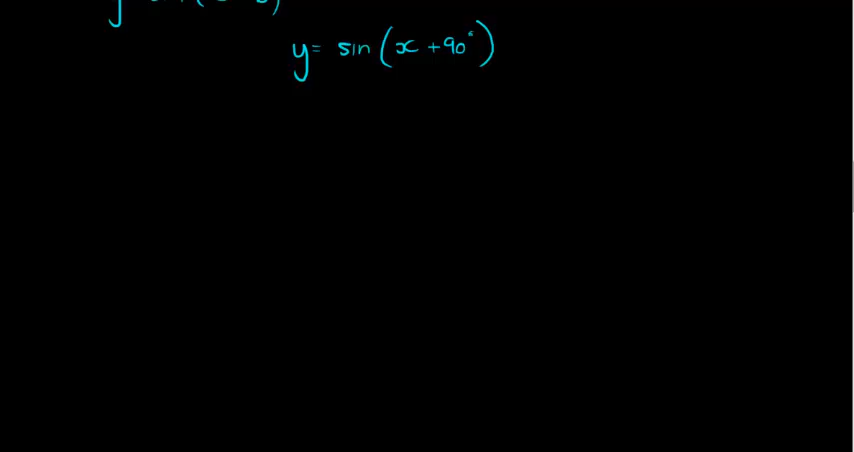 y= sin (x +90°)